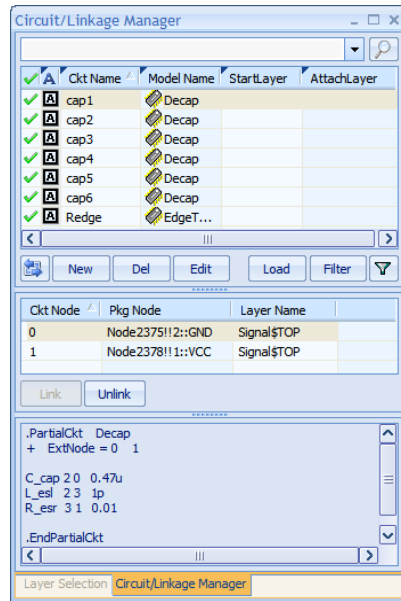 Circuit/Linkage Manager
A Ckt Name Model Name StartLayer AttachLayer
A cap1 Decap
A cap2 Decap
A cap3 Decap
A cap4 Decap
A cap5 Decap
A cap6 Decap
A Redge EdgeT...
New Del Edit Load Filter
Ckt Node Pkg Node Layer Name
0 Node2375!!2::GND Signal$TOP
1 Node2378!!1::VCC Signal$TOP
Link Unlink
.PartialCkt Decap
+ ExtNode = 0 1
C_cap 2 0 0.47u
L_esl 2 3 1p
R_esr 3 1 0.01
.EndPartialCkt
Layer Selection Circuit/Linkage Manager